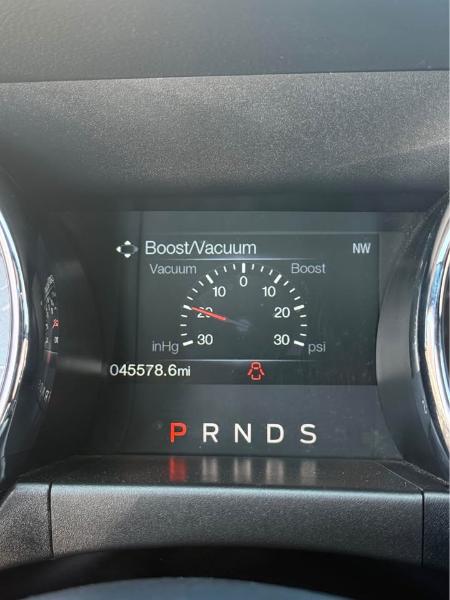 Boost/Vacuum NW
Vacuum Boost
0
10 10
20 20
30 30
inHg psi
045578.6mi
P R N D S